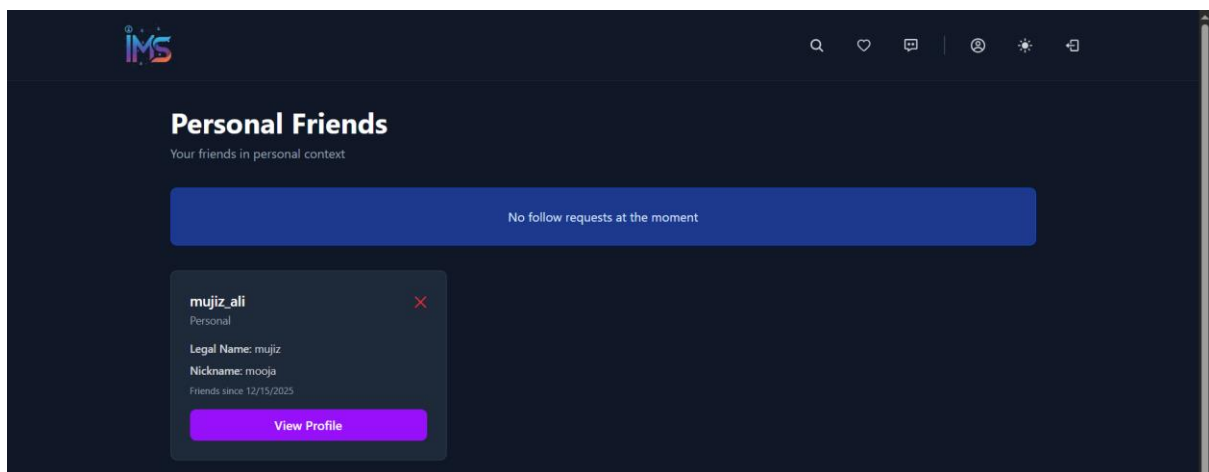 IMS
Personal Friends
Your friends in personal context
No follow requests at the moment
mujiz_ali
Personal
Legal Name: mujiz
Nickname: mooja
Friends since 12/15/2025
View Profile